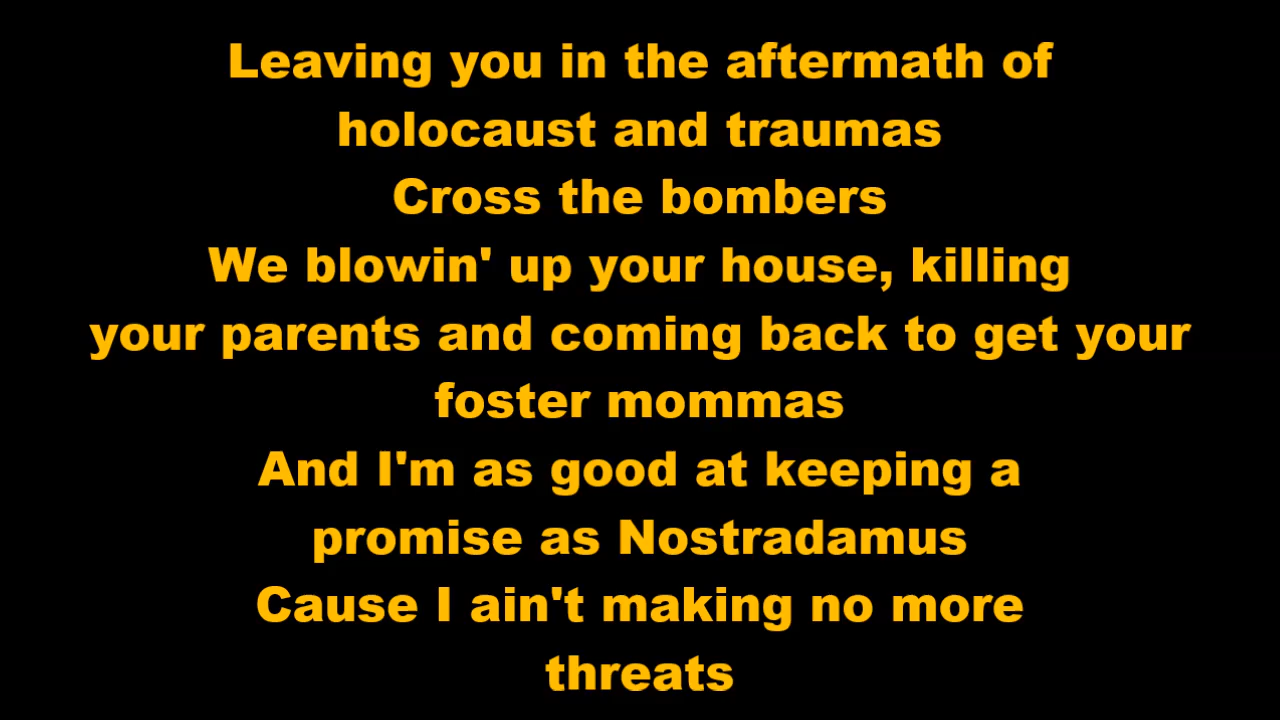 Leaving you in the aftermath of
holocaust and traumas
Cross the bombers
We blowin' up your house, killing
your parents and coming back to get your
foster mommas
And I'm as good at keeping a
promise as Nostradamus
Cause I ain't making no more
threats